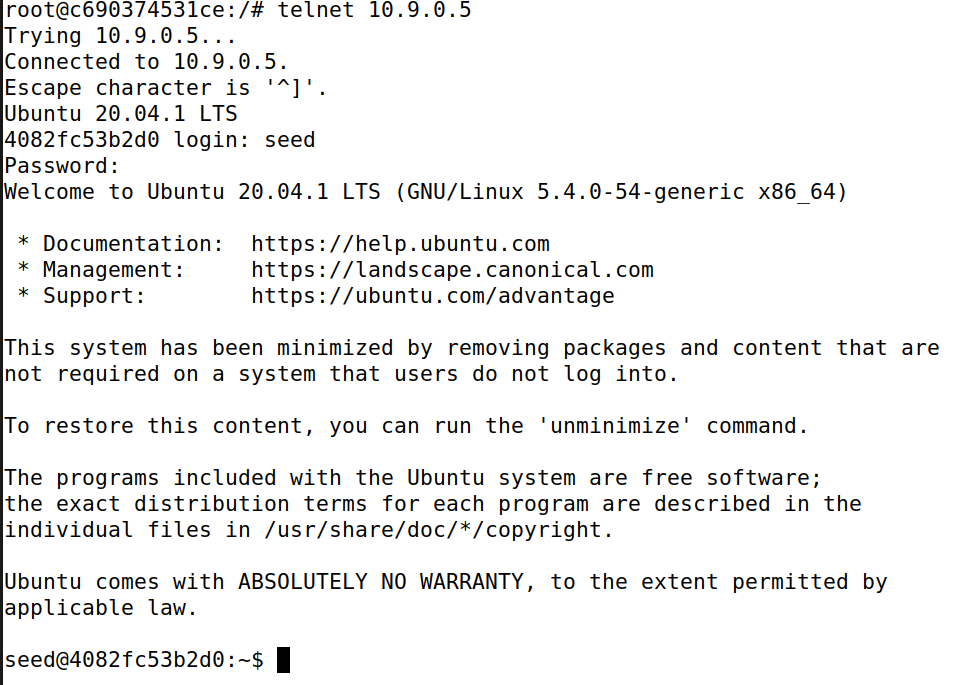 root@c690374531ce:/# telnet 10.9.0.5
Trying 10.9.0.5...
Connected to 10.9.0.5.
Escape character is '^]'.
Ubuntu 20.04.1 LTS
4082fc53b2d0 login: seed
Password:
Welcome to Ubuntu 20.04.1 LTS (GNU/Linux 5.4.0-54-generic x86_64)

 * Documentation:  https://help.ubuntu.com
 * Management:     https://landscape.canonical.com
 * Support:        https://ubuntu.com/advantage

This system has been minimized by removing packages and content that are
not required on a system that users do not log into.

To restore this content, you can run the 'unminimize' command.

The programs included with the Ubuntu system are free software;
the exact distribution terms for each program are described in the
individual files in /usr/share/doc/*/copyright.

Ubuntu comes with ABSOLUTELY NO WARRANTY, to the extent permitted by
applicable law.

seed@4082fc53b2d0:~$